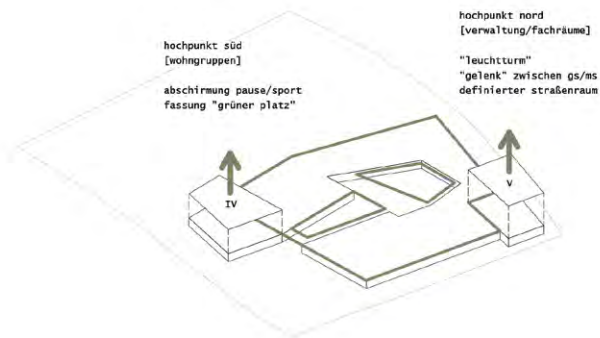 hochpunkt süd
[wohngruppen]
abschirmung pause/sport
fassung "grüner platz"
hochpunkt nord
[verwaltung/fachräume]
"leuchtturm"
"gelenk" zwischen gs/ms
definierter straßenraum
IV
V